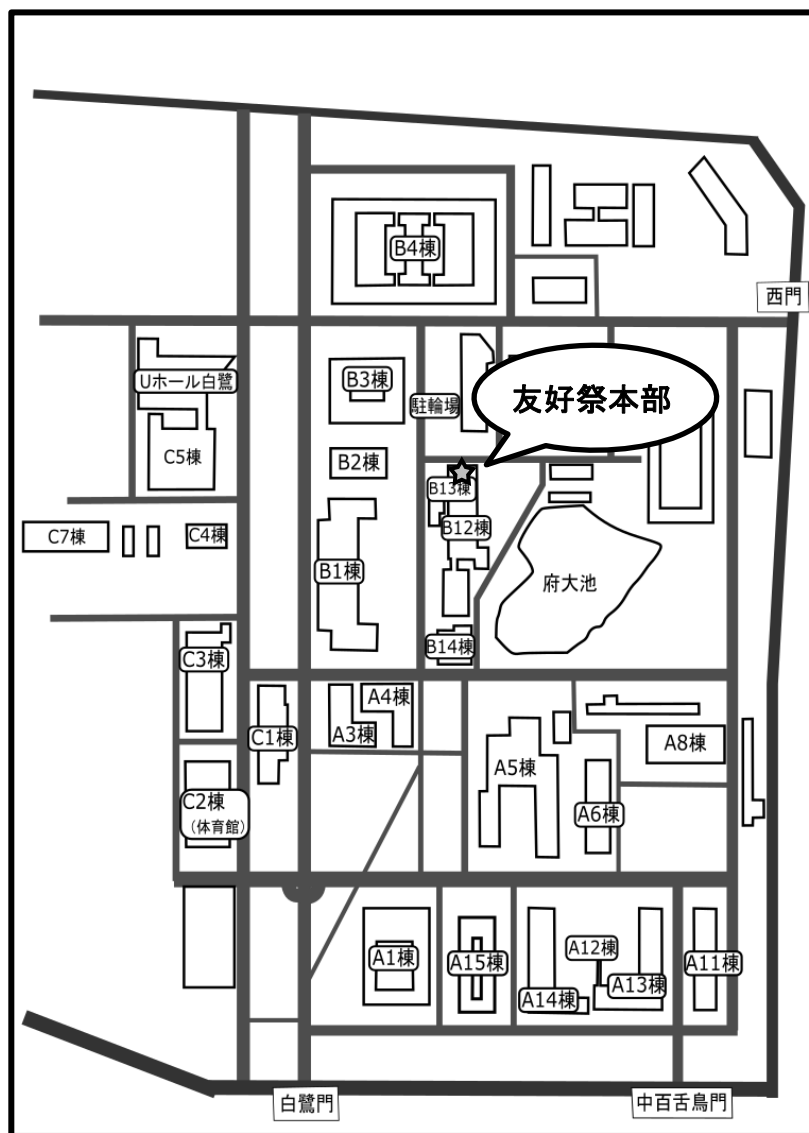 B4棟
西門
Uホール白鷺
B3棟
駐輪場
友好祭本部
C5棟
B2棟
B13棟
B12棟
C7棟
C4棟
B1棟
府大池
B14棟
C3棟
A4棟
A3棟
C1棟
A8棟
A5棟
C2棟
(体育館)
A6棟
A1棟
A15棟
A12棟
A11棟
A13棟
A14棟
白鷺門
中百舌鳥門